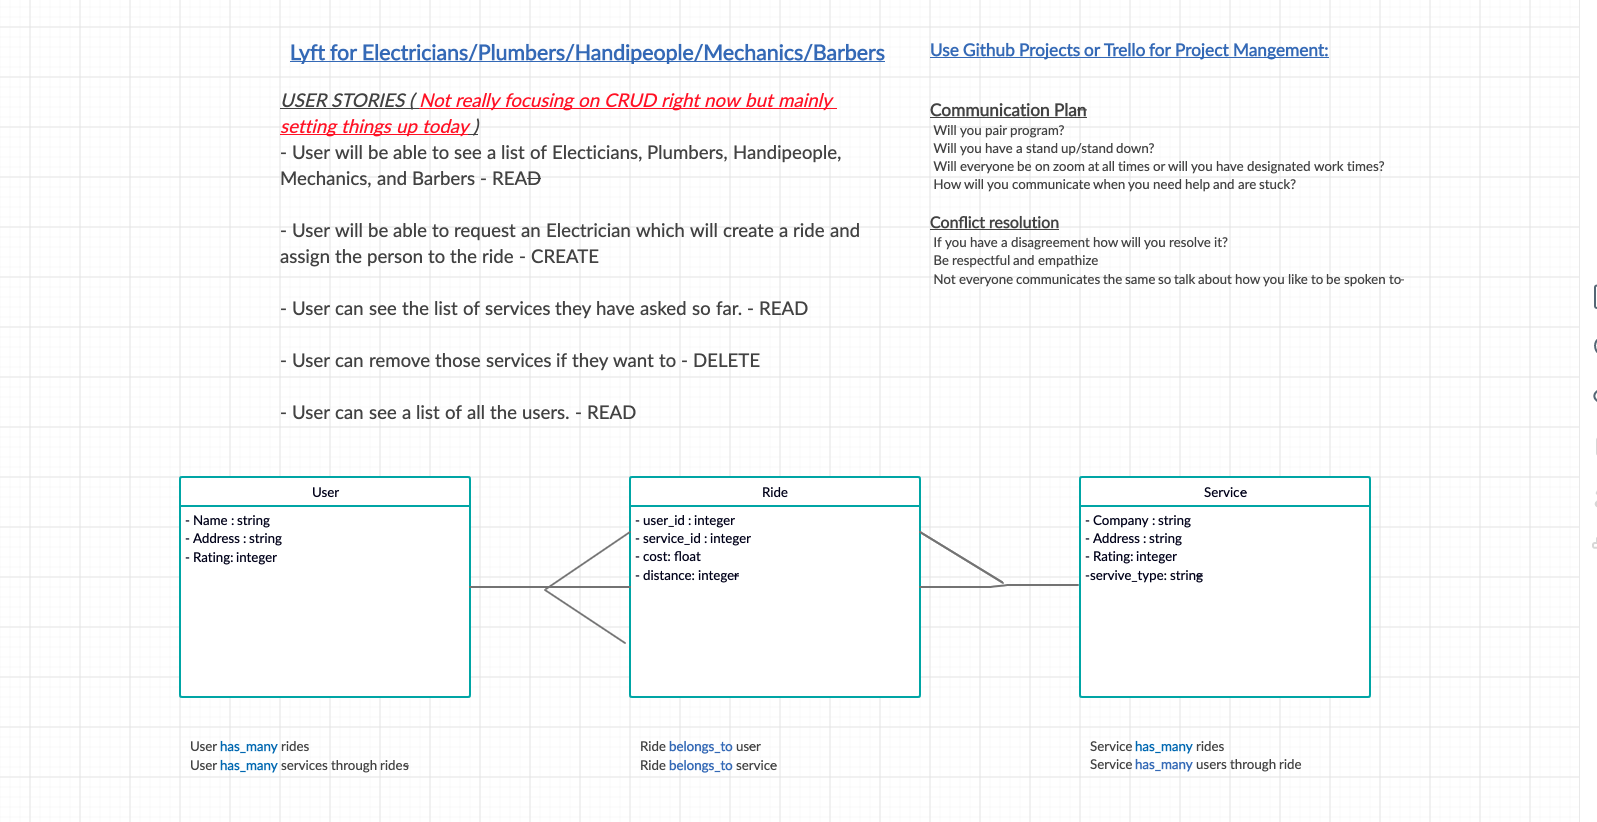 Lyft for Electricians/Plumbers/Handipeople/Mechanics/Barbers
USER STORIES ( Not really focusing on CRUD right now but mainly
setting things up today )
- User will be able to see a list of Electicians, Plumbers, Handipeople,
Mechanics, and Barbers - READ
- User will be able to request an Electrician which will create a ride and
assign the person to the ride - CREATE
- User can see the list of services they have asked so far. - READ
- User can remove those services if they want to - DELETE
- User can see a list of all the users. - READ
Use Github Projects or Trello for Project Mangement:
Communication Plan
Will you pair program?
Will you have a stand up/stand down?
Will everyone be on zoom at all times or will you have designated work times?
How will you communicate when you need help and are stuck?
Conflict resolution
If you have a disagreement how will you resolve it?
Be respectful and empathize
Not everyone communicates the same so talk about how you like to be spoken to
User
- Name : string
- Address : string
- Rating: integer
Ride
- user_id : integer
- service_id : integer
- cost: float
- distance: integer
Service
- Company : string
- Address : string
- Rating: integer
-servive_type: string
User has_many rides
User has_many services through rides
Ride belongs_to user
Ride belongs_to service
Service has_many rides
Service has_many users through ride